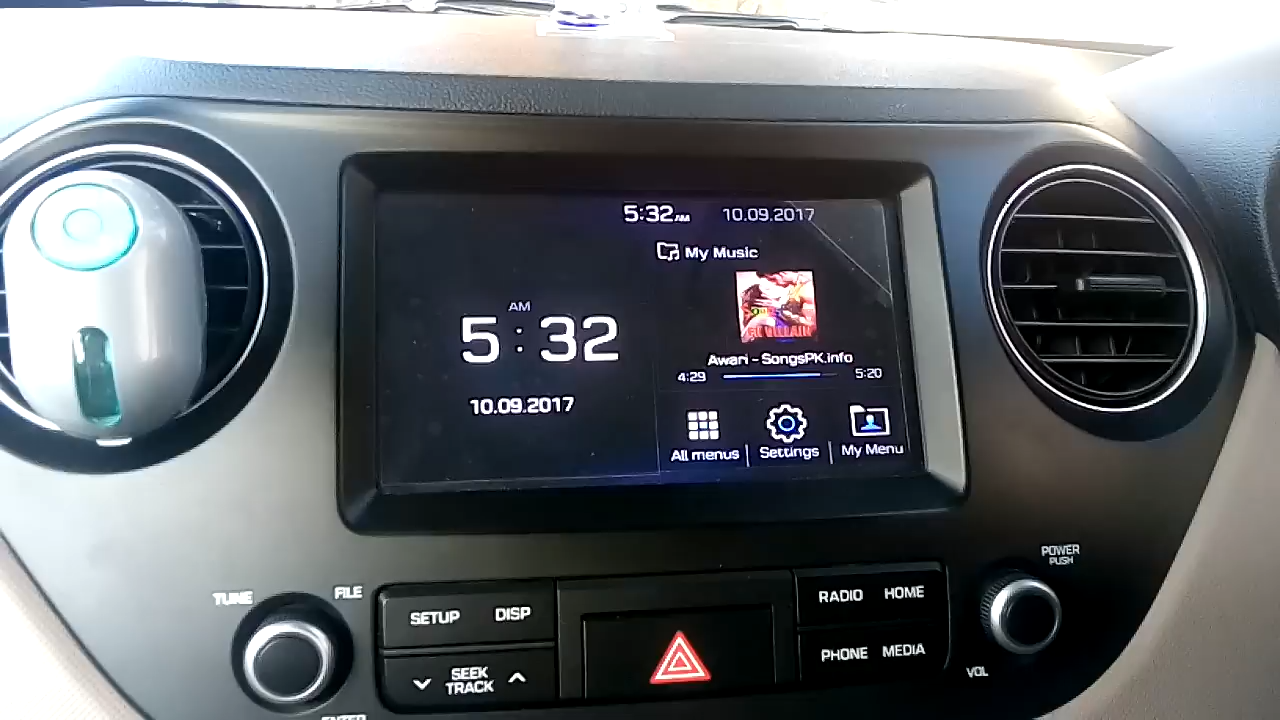 5:32 AM 10.09.2017
My Music
AM
5:32
10.09.2017
VILLAIN
Awari - SongsPK.info
4:29 5:20
All menus Settings My Menu
POWER
PUSH
TUNE FILE
SETUP DISP
RADIO HOME
SEEK
TRACK
PHONE MEDIA
VOL
ENTER